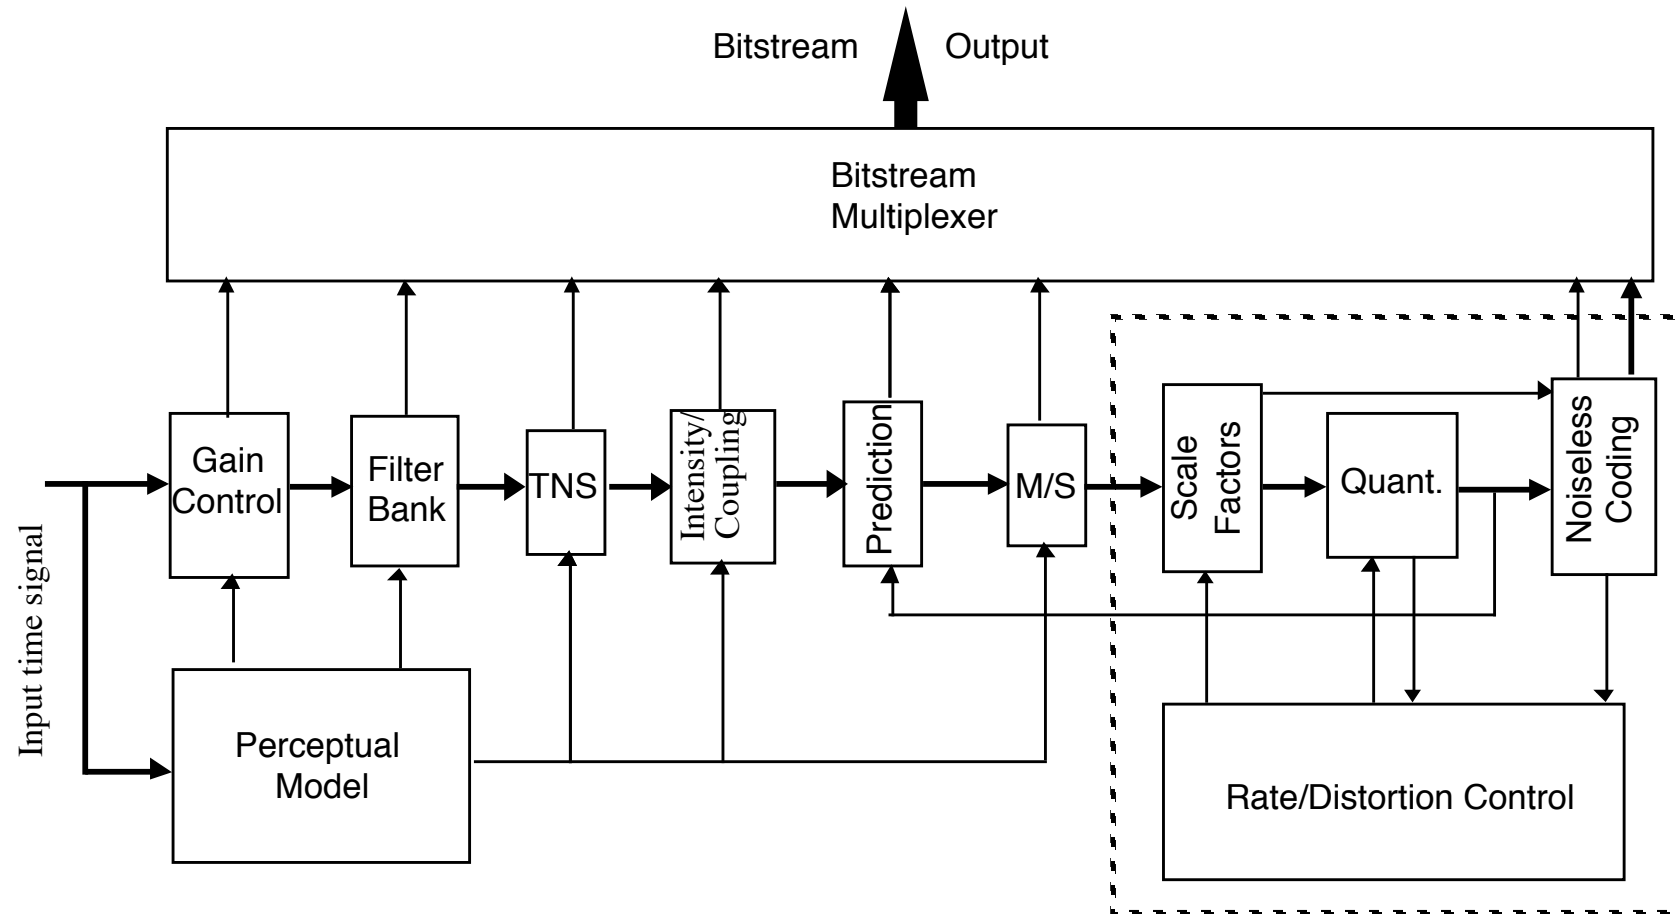 Bitstream Output
Bitstream
Multiplexer
Gain
Control
Filter
Bank
TNS
Intensity/
Coupling
Prediction
M/S
Scale
Factors
Quant.
Noiseless
Coding
Input time signal
Perceptual
Model
Rate/Distortion Control